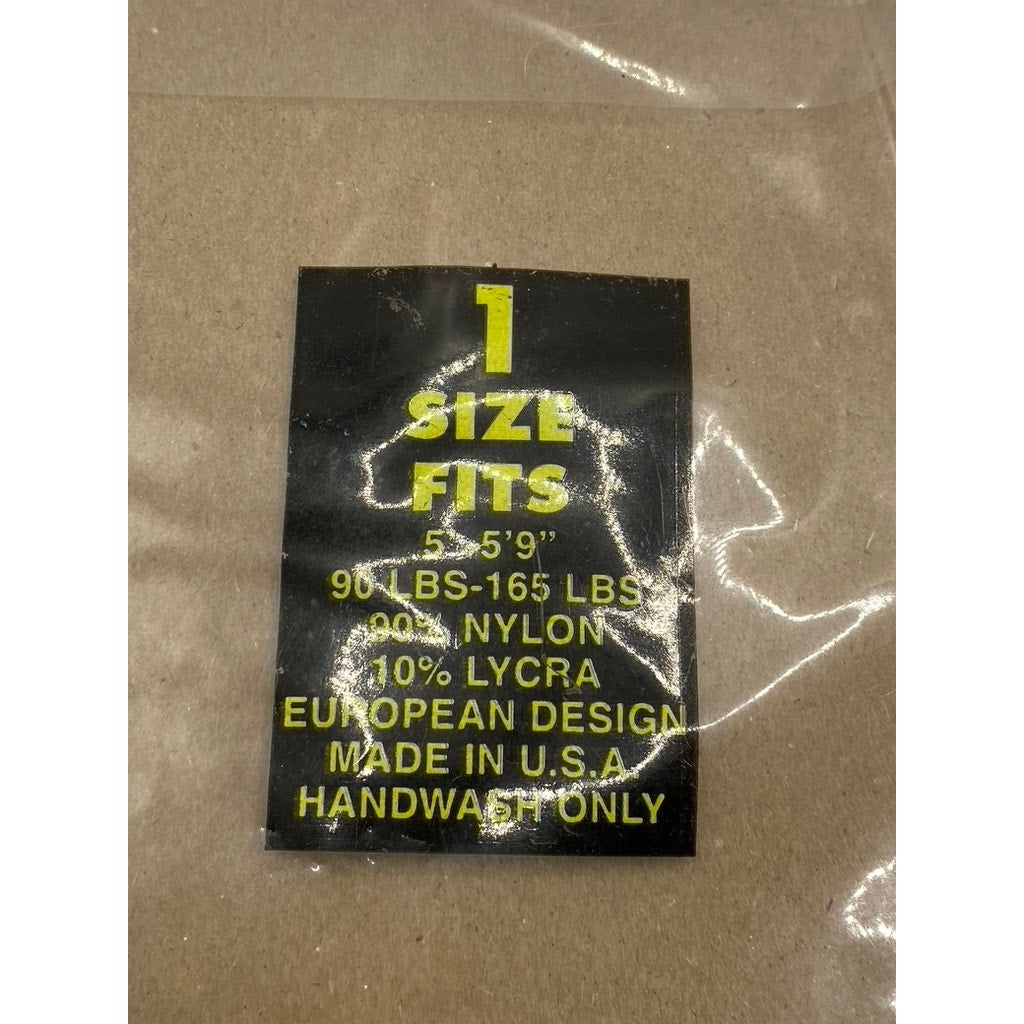 1
SIZE
FITS
5'-5'9"
90 LBS-165 LBS
90% NYLON
10% LYCRA
EUROPEAN DESIGN
MADE IN U.S.A.
HANDWASH ONLY